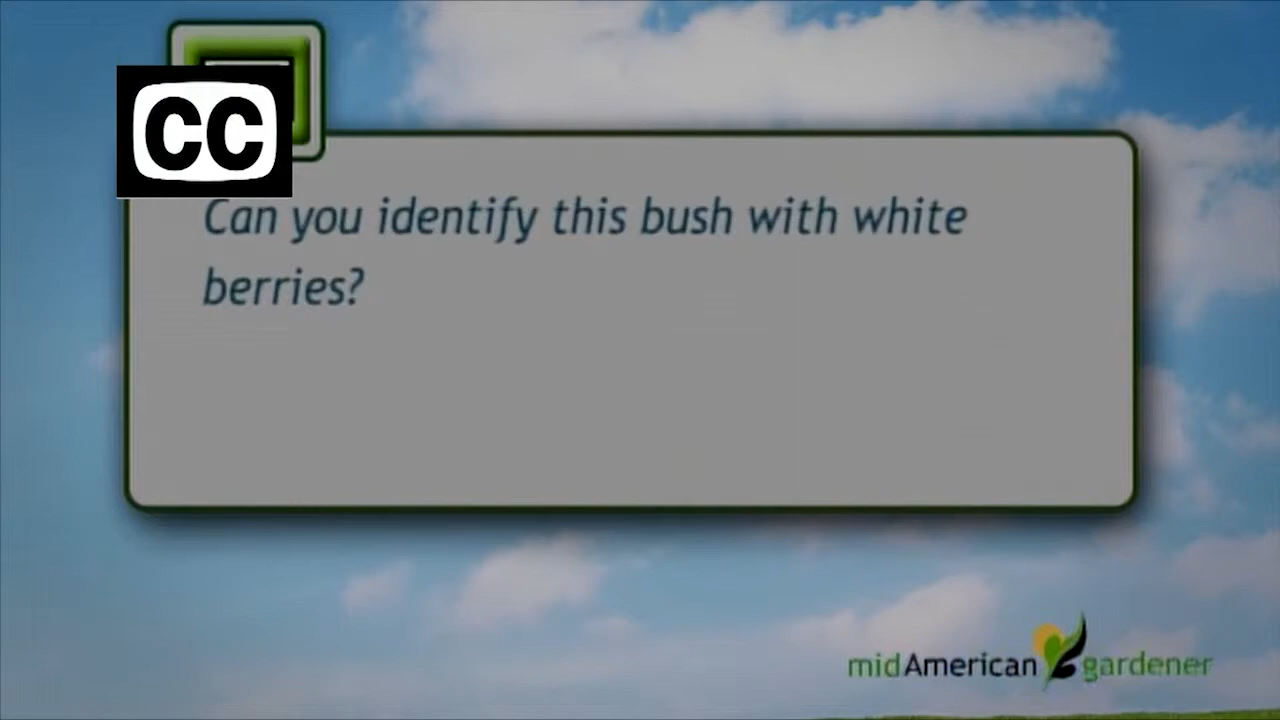 CC
Can you identify this bush with white
berries?
midAmerican gardener